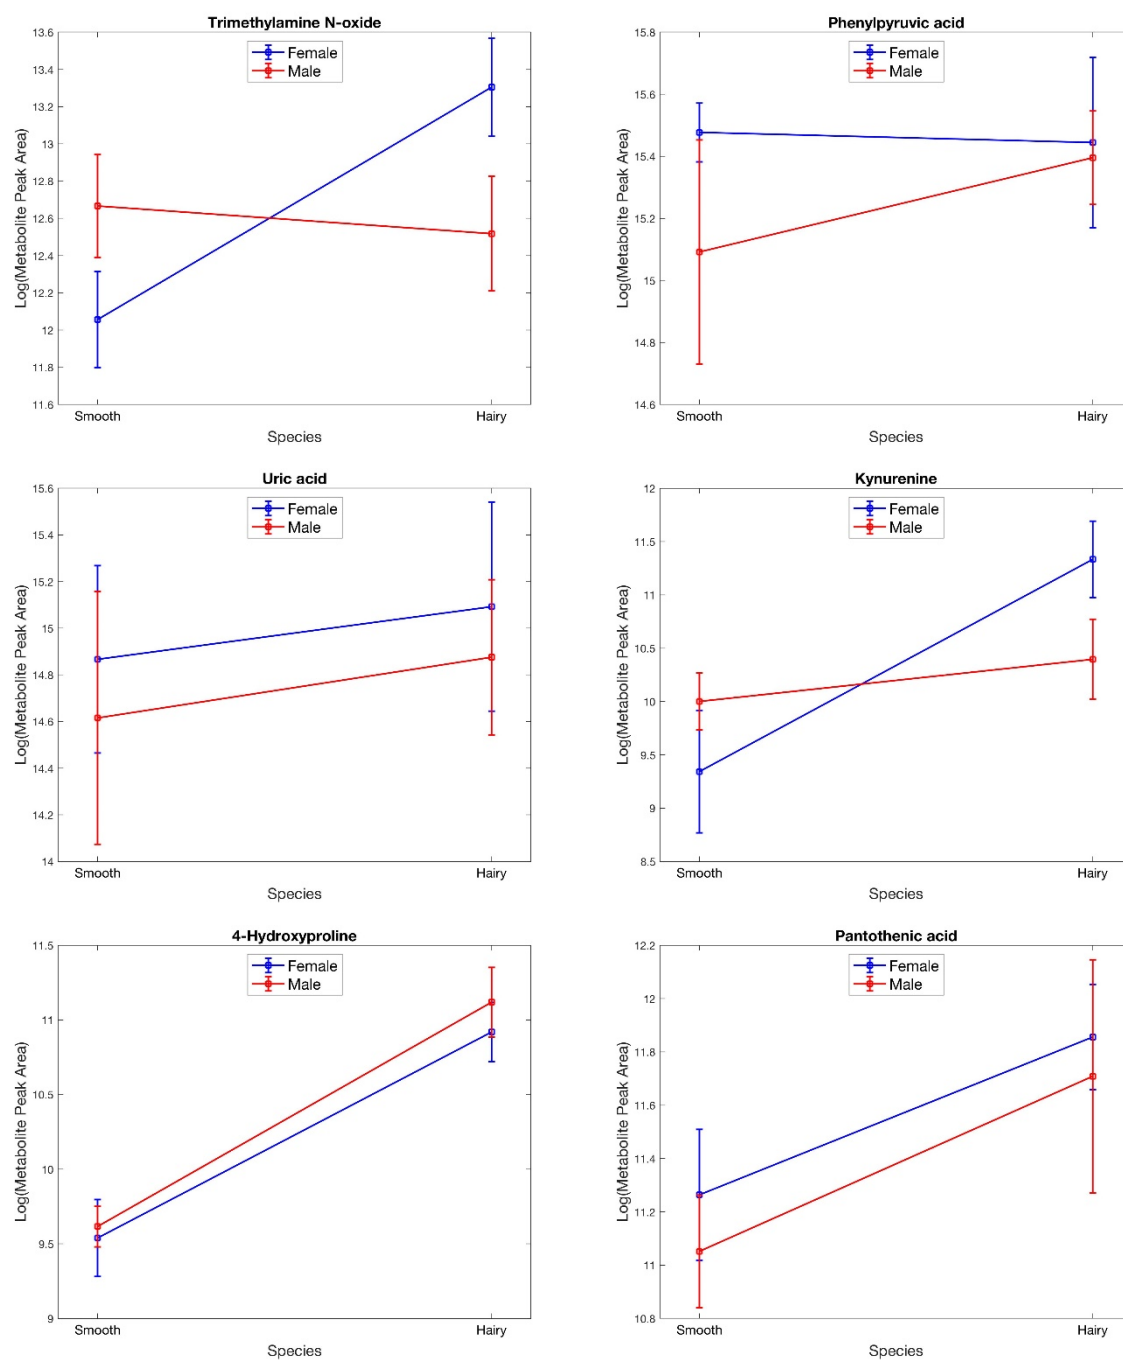 Trimethylamine N-oxide
Female
Male
Log(Metabolite Peak Area)
13.6
13.4
13.2
13
12.8
12.6
12.4
12.2
12
11.8
11.6
Smooth
Hairy
Species
Phenylpyruvic acid
Female
Male
Log(Metabolite Peak Area)
15.8
15.6
15.4
15.2
15
14.8
14.6
Smooth
Hairy
Species
Uric acid
Female
Male
Log(Metabolite Peak Area)
15.6
15.4
15.2
15
14.8
14.6
14.4
14.2
14
Smooth
Hairy
Species
Kynurenine
Female
Male
Log(Metabolite Peak Area)
12
11.5
11
10.5
10
9.5
9
8.5
Smooth
Hairy
Species
4-Hydroxyproline
Female
Male
Log(Metabolite Peak Area)
11.5
11
10.5
10
9.5
9
Smooth
Hairy
Species
Pantothenic acid
Female
Male
Log(Metabolite Peak Area)
12.2
12
11.8
11.6
11.4
11.2
11
10.8
Smooth
Hairy
Species